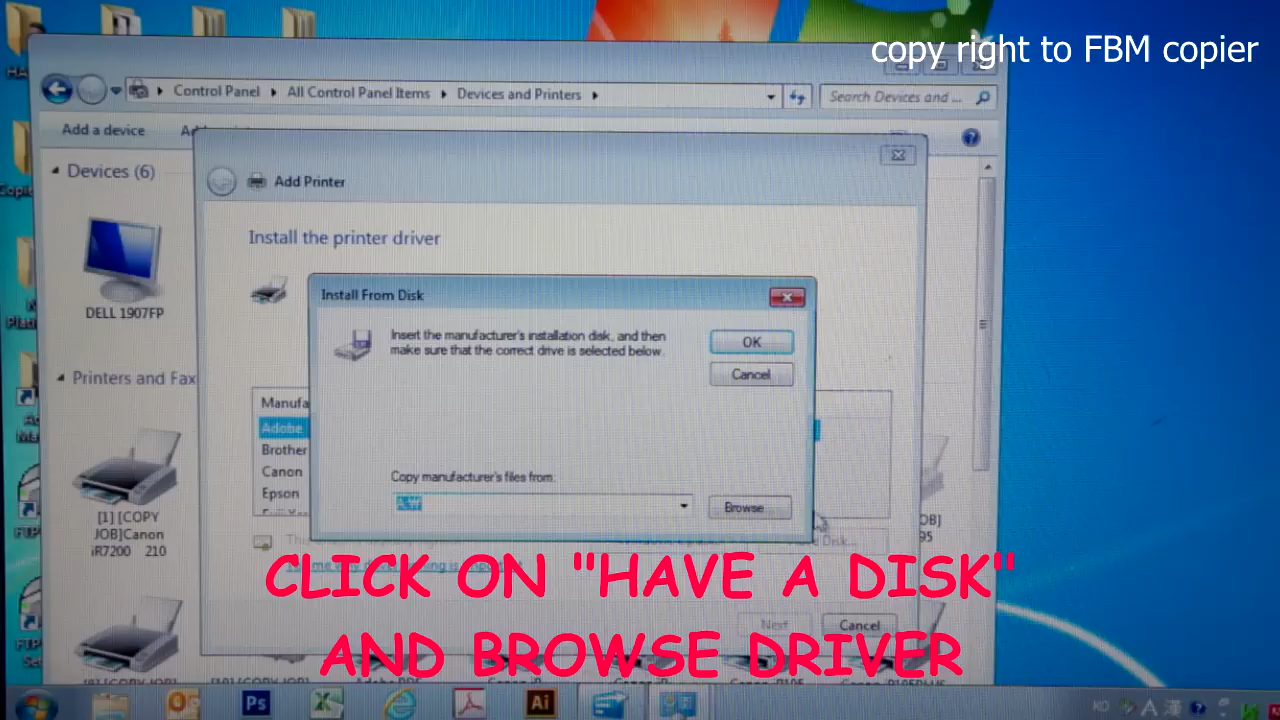 copy right to FBM copier
Control Panel
All Control Panel Items
Devices and Printers
Search Devices and ...
Add a device
Devices (6)
Add Printer
Install the printer driver
DELL 1907FP
Install From Disk
Insert the manufacturer's installation disk, and then
make sure that the correct drive is selected below.
OK
Cancel
Printers and Fax
Manufa
Adobe
Brother
Canon
Epson
Copy manufacturer's files from:
Browse
[1] [COPY
JOB]Canon
iR7200 210
CLICK ON "HAVE A DISK"
AND BROWSE DRIVER
Next
Cancel
Ps
Ai
KO
A 漢